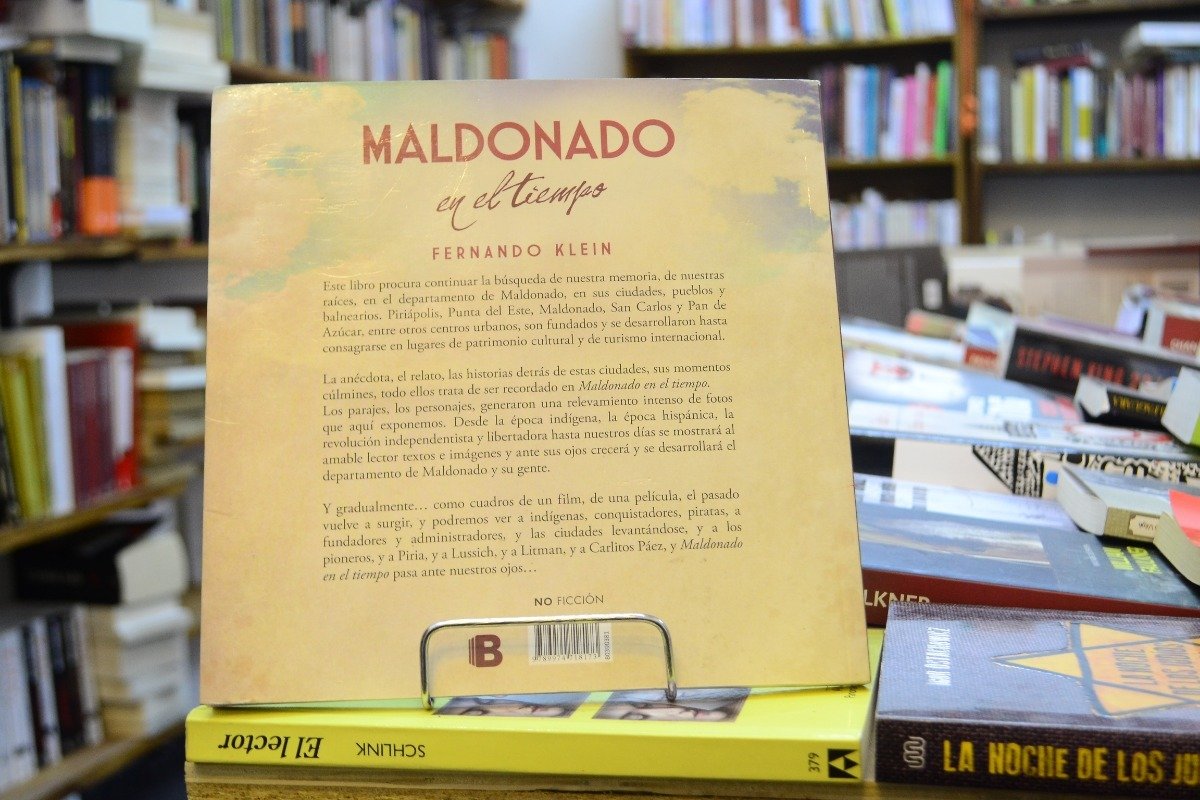 MALDONADO
en el tiempo
FERNANDO KLEIN
Este libro procura continuar la búsqueda de nuestra memoria, de nuestras
raíces, en el departamento de Maldonado, en sus ciudades, pueblos y
balnearios. Piriápolis, Punta del Este, Maldonado, San Carlos y Pan de
Azúcar, entre otros centros urbanos, son fundados y se desarrollaron hasta
consagrarse en lugares de patrimonio cultural y de turismo internacional.
La anécdota, el relato, las historias detrás de estas ciudades, sus momentos
cúlmines, todo ellos trata de ser recordado en Maldonado en el tiempo.
Los parajes, los personajes, generaron una relevamiento intenso de fotos
que aquí exponemos. Desde la época indígena, la época hispánica, la
revolución independentista y libertadora hasta nuestros días se mostrará al
amable lector textos e imágenes y ante sus ojos crecerá y se desarrollará el
departamento de Maldonado y su gente.
Y gradualmente… como cuadros de un film, de una película, el pasado
vuelve a surgir, y podremos ver a indígenas, conquistadores, piratas, a
fundadores y administradores, y las ciudades levantándose, y a los
pioneros, y a Piria, y a Lussich, y a Litman, y a Carlitos Páez, y Maldonado
en el tiempo pasa ante nuestros ojos…
NO FICCIÓN
B
El lector
SCHLINK
379
STEPHEN KING
LKNER
LA NOCHE DE LOS JU